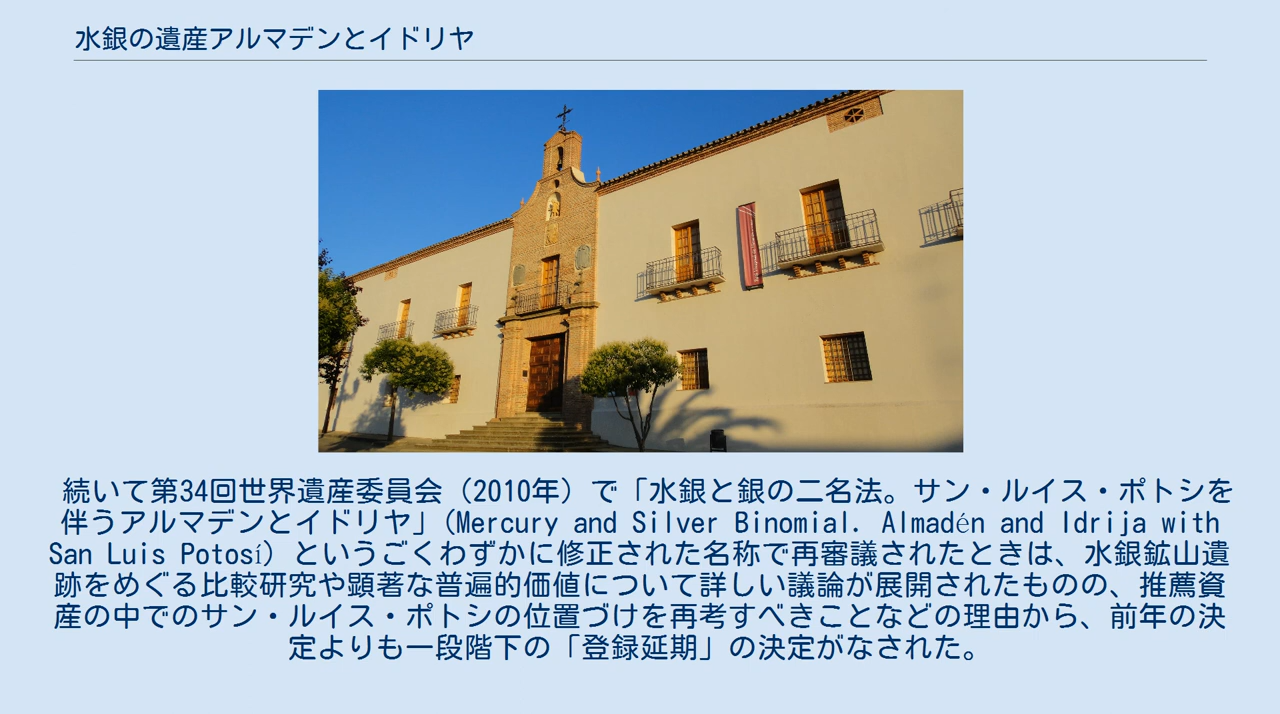 水銀の遺産アルマデンとイドリヤ
続いて第34回世界遺産委員会（2010年）で「水銀と銀の二名法。サン・ルイス・ポトシを
伴うアルマデンとイドリヤ」(Mercury and Silver Binomial. Almadén and Idrija with
San Luis Potosí) というごくわずかに修正された名称で再審議されたときは、水銀鉱山遺
跡をめぐる比較研究や顕著な普遍的価値について詳しい議論が展開されたものの、推薦資
産の中でのサン・ルイス・ポトシの位置づけを再考すべきことなどの理由から、前年の決
定よりも一段階下の「登録延期」の決定がなされた。